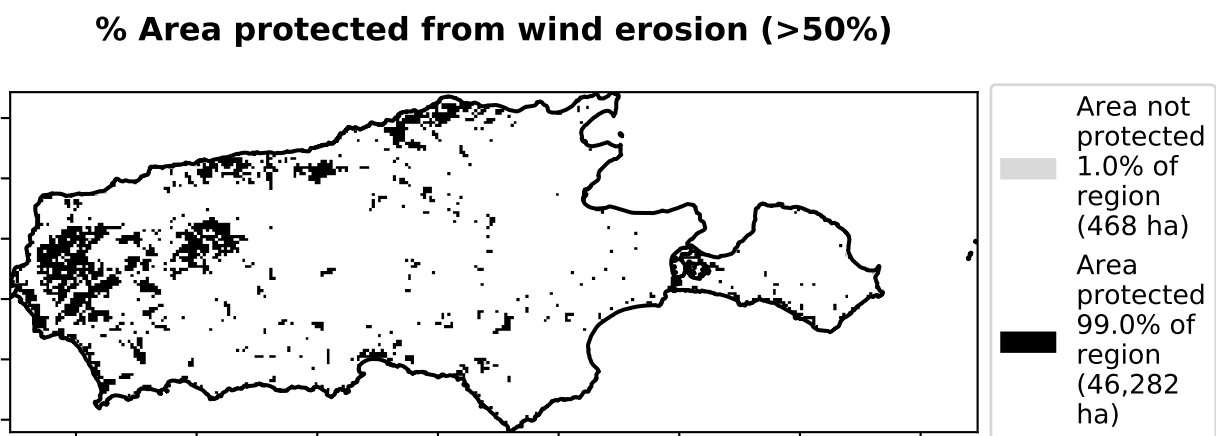 % Area protected from wind erosion (>50%)
Area not
protected
1.0% of
region
(468 ha)
Area
protected
99.0% of
region
(46,282
ha)